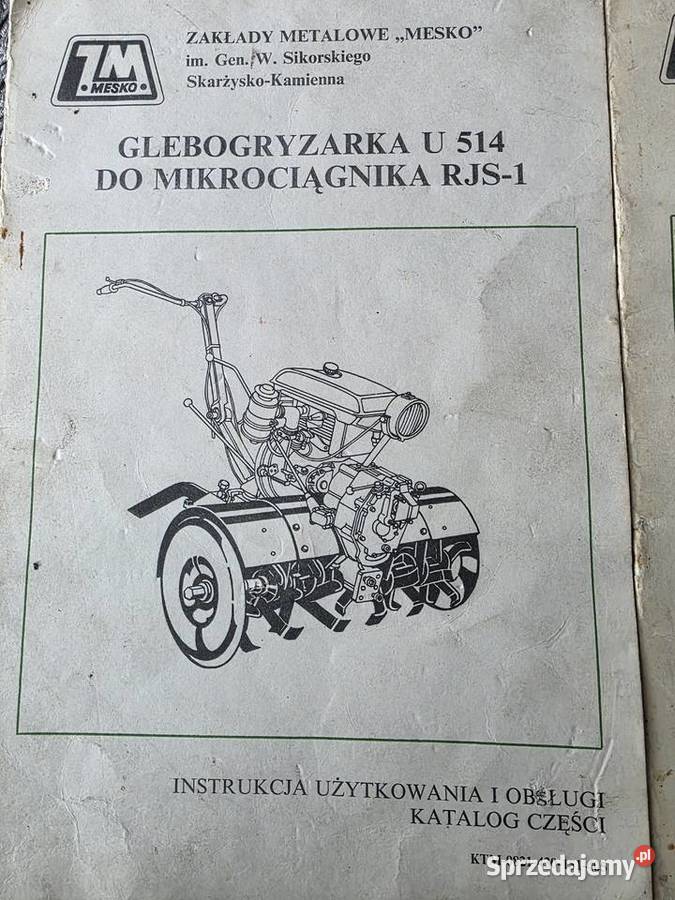 ZM
• MESKO •
ZAKŁADY METALOWE „MESKO”
im. Gen. W. Sikorskiego
Skarżysko-Kamienna
GLEBOGRYZARKA U 514
DO MIKROCIĄGNIKA RJS-1
INSTRUKCJA UŻYTKOWANIA I OBSŁUGI
KATALOG CZĘŚCI
Sprzedajemy.pl